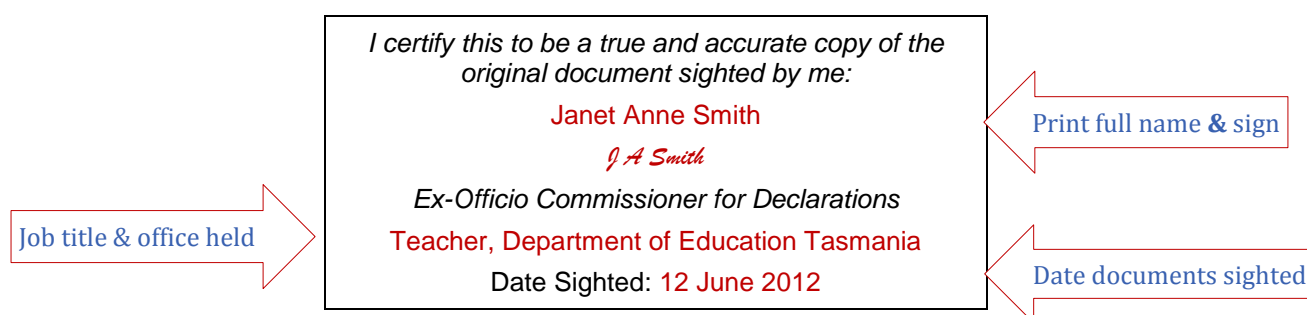 I certify this to be a true and accurate copy of the
original document sighted by me:
Janet Anne Smith
J A Smith
Ex-Officio Commissioner for Declarations
Teacher, Department of Education Tasmania
Date Sighted: 12 June 2012
Print full name & sign
Job title & office held
Date documents sighted